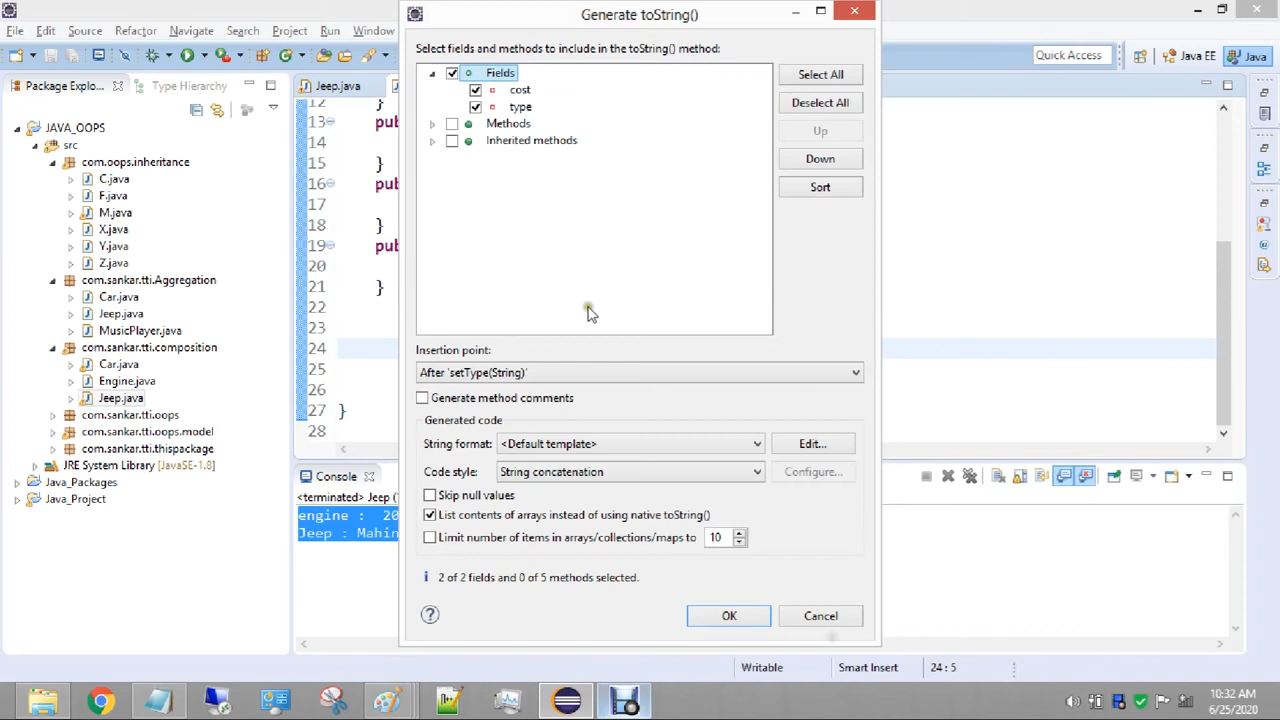 Generate toString()
File Edit Source Refactor Navigate Search Project Run Window
Quick Access
Java EE
Java
Package Explo...
Type Hierarchy
JAVA_OOPS
src
com.oops.inheritance
C.java
F.java
M.java
X.java
Y.java
Z.java
com.sankar.tti.Aggregation
Car.java
Jeep.java
MusicPlayer.java
com.sankar.tti.composition
Car.java
Engine.java
Jeep.java
com.sankar.tti.oops
com.sankar.tti.oops.model
com.sankar.tti.thispackage
JRE System Library [JavaSE-1.8]
Java_Packages
Java_Project
Jeep.java
12 }
13 pub
14
15 }
16 pub
17
18 }
19 pub
20
21 }
22
23
24
25
26
27 }
28
Select fields and methods to include in the toString() method:
Fields
cost
type
Methods
Inherited methods
Select All
Deselect All
Up
Down
Sort
Insertion point:
After 'setType(String)'
Generate method comments
Generated code
String format: <Default template> Edit...
Code style: String concatenation Configure...
Skip null values
List contents of arrays instead of using native toString()
Limit number of items in arrays/collections/maps to 10
2 of 2 fields and 0 of 5 methods selected.
OK
Cancel
Console
<terminated> Jeep (
engine : 20
Jeep : Mahin
Writable
Smart Insert
24 : 5
10:32 AM
6/25/2020